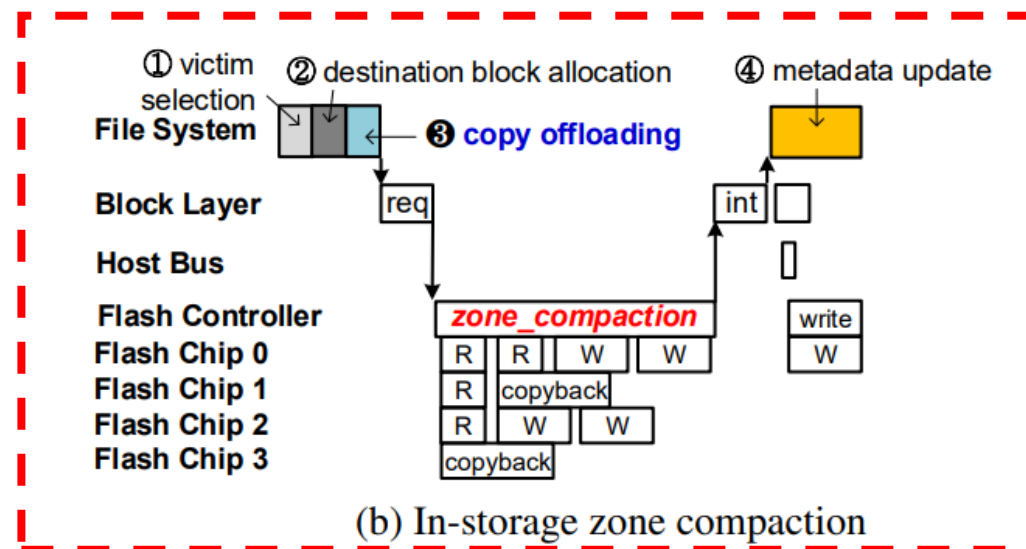 ① victim selection
② destination block allocation
④ metadata update
File System
❸ copy offloading
Block Layer
req
int
Host Bus
Flash Controller
zone_compaction
write
Flash Chip 0
R
R
W
W
W
Flash Chip 1
R
copyback
Flash Chip 2
R
W
W
Flash Chip 3
copyback
(b) In-storage zone compaction